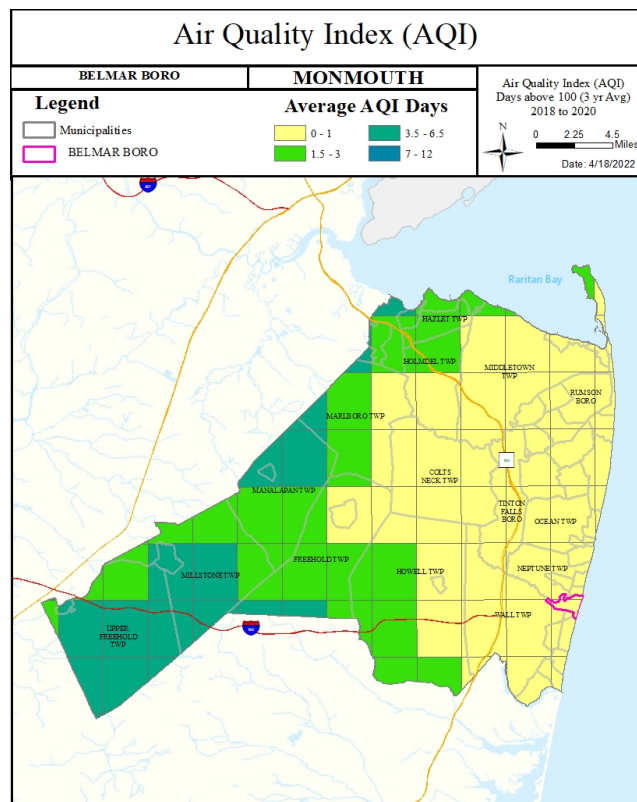 Air Quality Index (AQI)
BELMAR BORO
MONMOUTH
Legend
Municipalities
BELMAR BORO
Average AQI Days
0 - 1
1.5 - 3
3.5 - 6.5
7 - 12
Air Quality Index (AQI)
Days above 100 (3 yr Avg)
2018 to 2020
N
0 2.25 4.5
Miles
Date: 4/18/2022
Raritan Bay
HAZLET TWP
HOLMDEL TWP
MIDDLETOWN
TWP
RUMSON
BORO
MARLBORO TWP
COLTS
NECK TWP
MANALAPAN TWP
TINTON
FALLS
BORO
OCEAN TWP
FREEHOLD TWP
MILLSTONE TWP
HOWELL TWP
NEPTUNE TWP
WALL TWP
UPPER
FREEHOLD
TWP